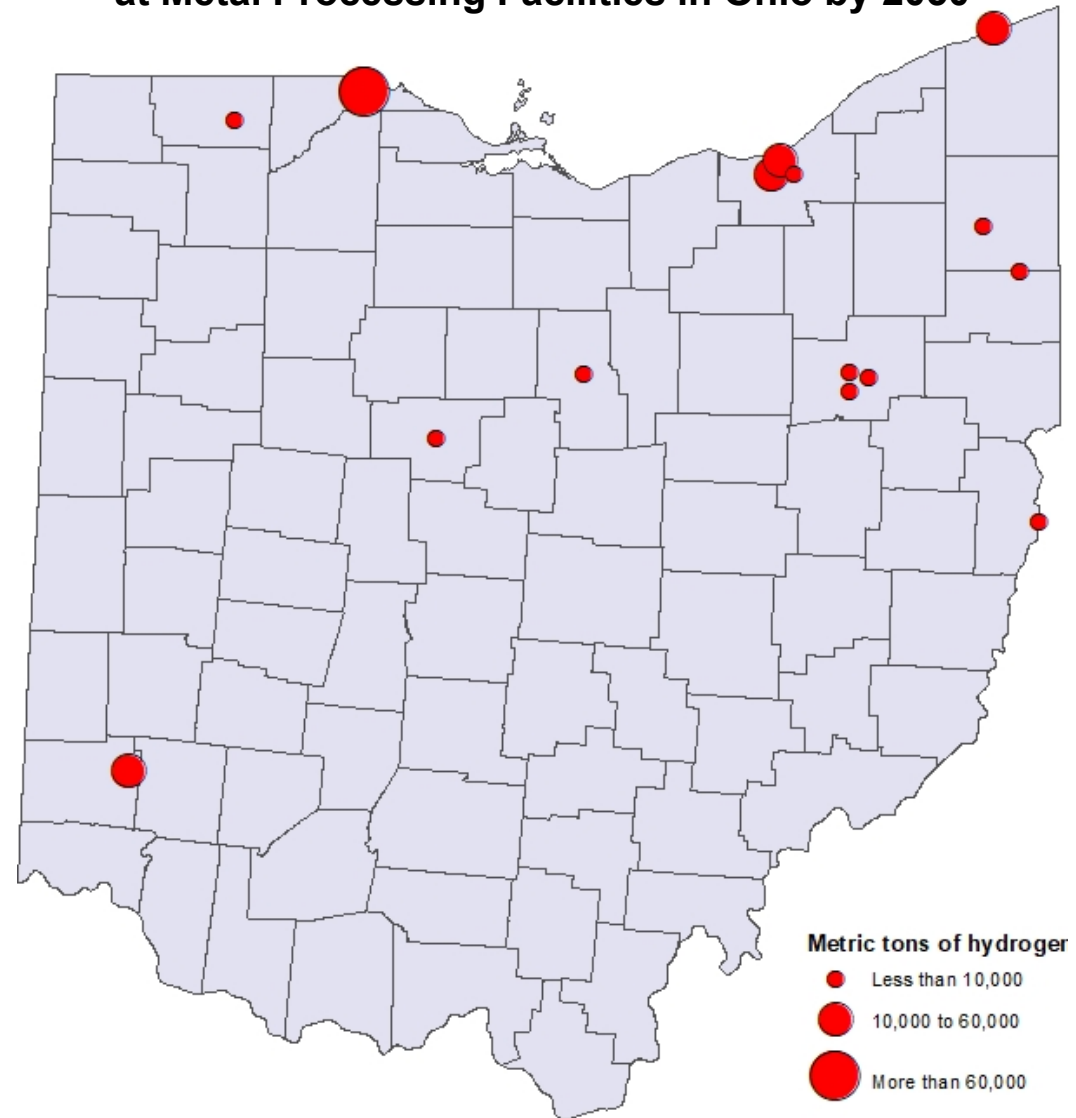 at Metal Processing Facilities in Ohio by
Metric tons of hydrogen
Less than 10,000
10,000 to 60,000
More than 60,000